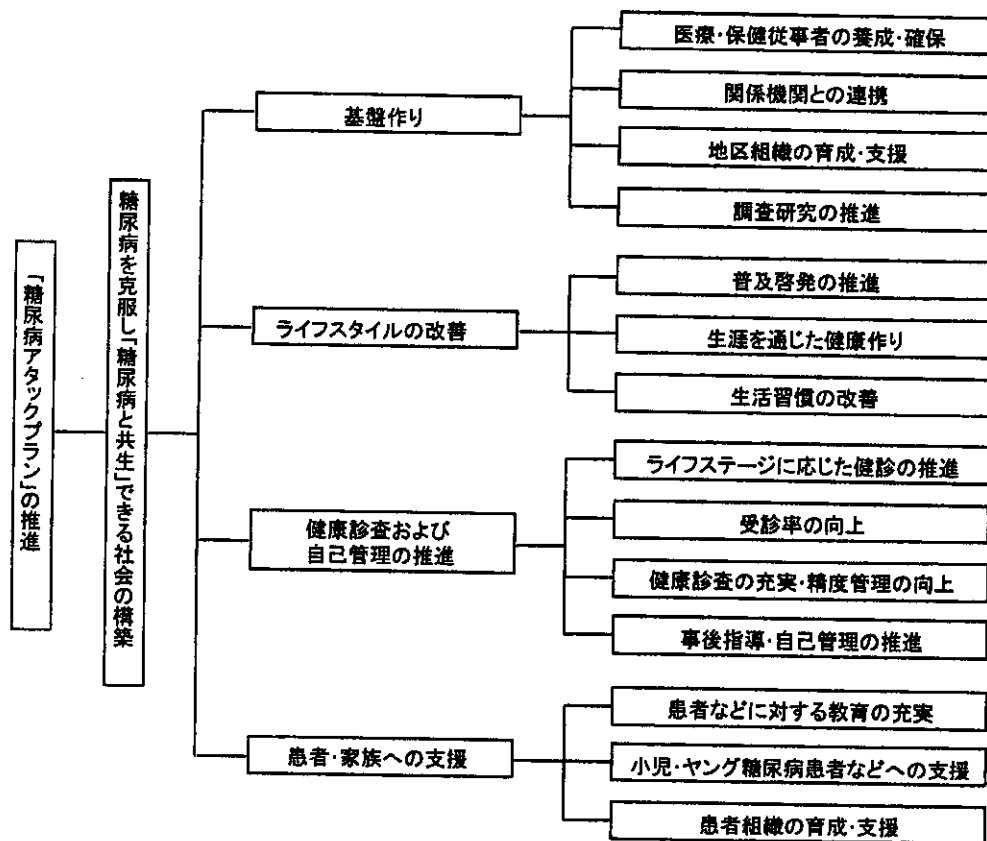 「糖尿病アタックプラン」の推進
糖尿病を克服し「糖尿病と共生」できる社会の構築
基盤作り
医療・保健従事者の養成・確保
関係機関との連携
地区組織の育成・支援
調査研究の推進
ライフスタイルの改善
普及啓発の推進
生涯を通じた健康作り
生活習慣の改善
健康診査および
自己管理の推進
ライフステージに応じた健診の推進
受診率の向上
健康診査の充実・精度管理の向上
事後指導・自己管理の推進
患者・家族への支援
患者などに対する教育の充実
小児・ヤング糖尿病患者などへの支援
患者組織の育成・支援